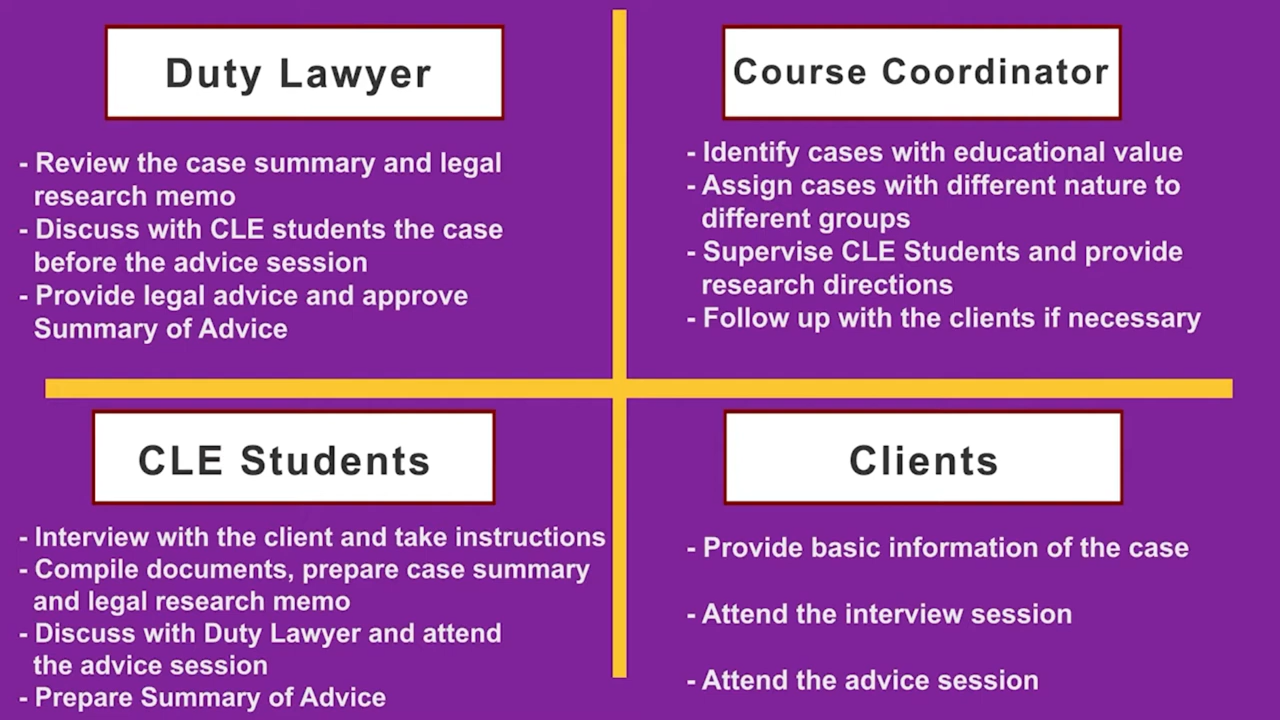 Duty Lawyer
- Review the case summary and legal
research memo
- Discuss with CLE students the case
before the advice session
- Provide legal advice and approve
Summary of Advice
Course Coordinator
- Identify cases with educational value
- Assign cases with different nature to
different groups
- Supervise CLE Students and provide
research directions
- Follow up with the clients if necessary
CLE Students
- Interview with the client and take instructions
- Compile documents, prepare case summary
and legal research memo
- Discuss with Duty Lawyer and attend
the advice session
- Prepare Summary of Advice
Clients
- Provide basic information of the case
- Attend the interview session
- Attend the advice session